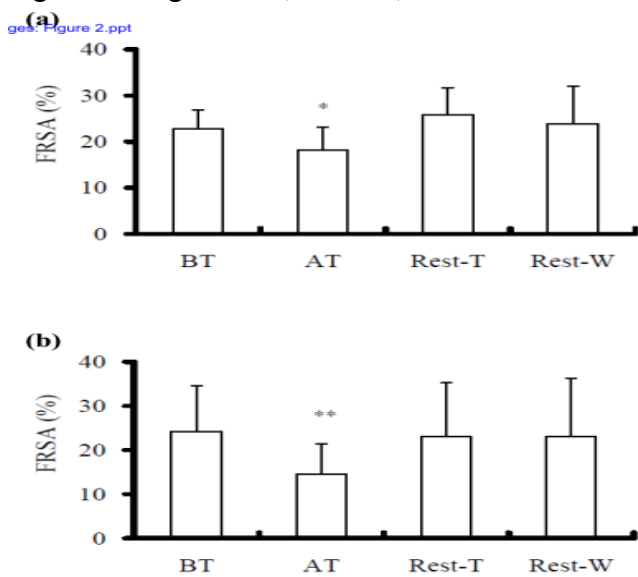 (a)
ges: Figure 2.ppt
40
30
20
10
0
FRSA (%)
*
BT AT Rest-T Rest-W
(b)
40
30
20
10
0
FRSA (%)
**
BT AT Rest-T Rest-W